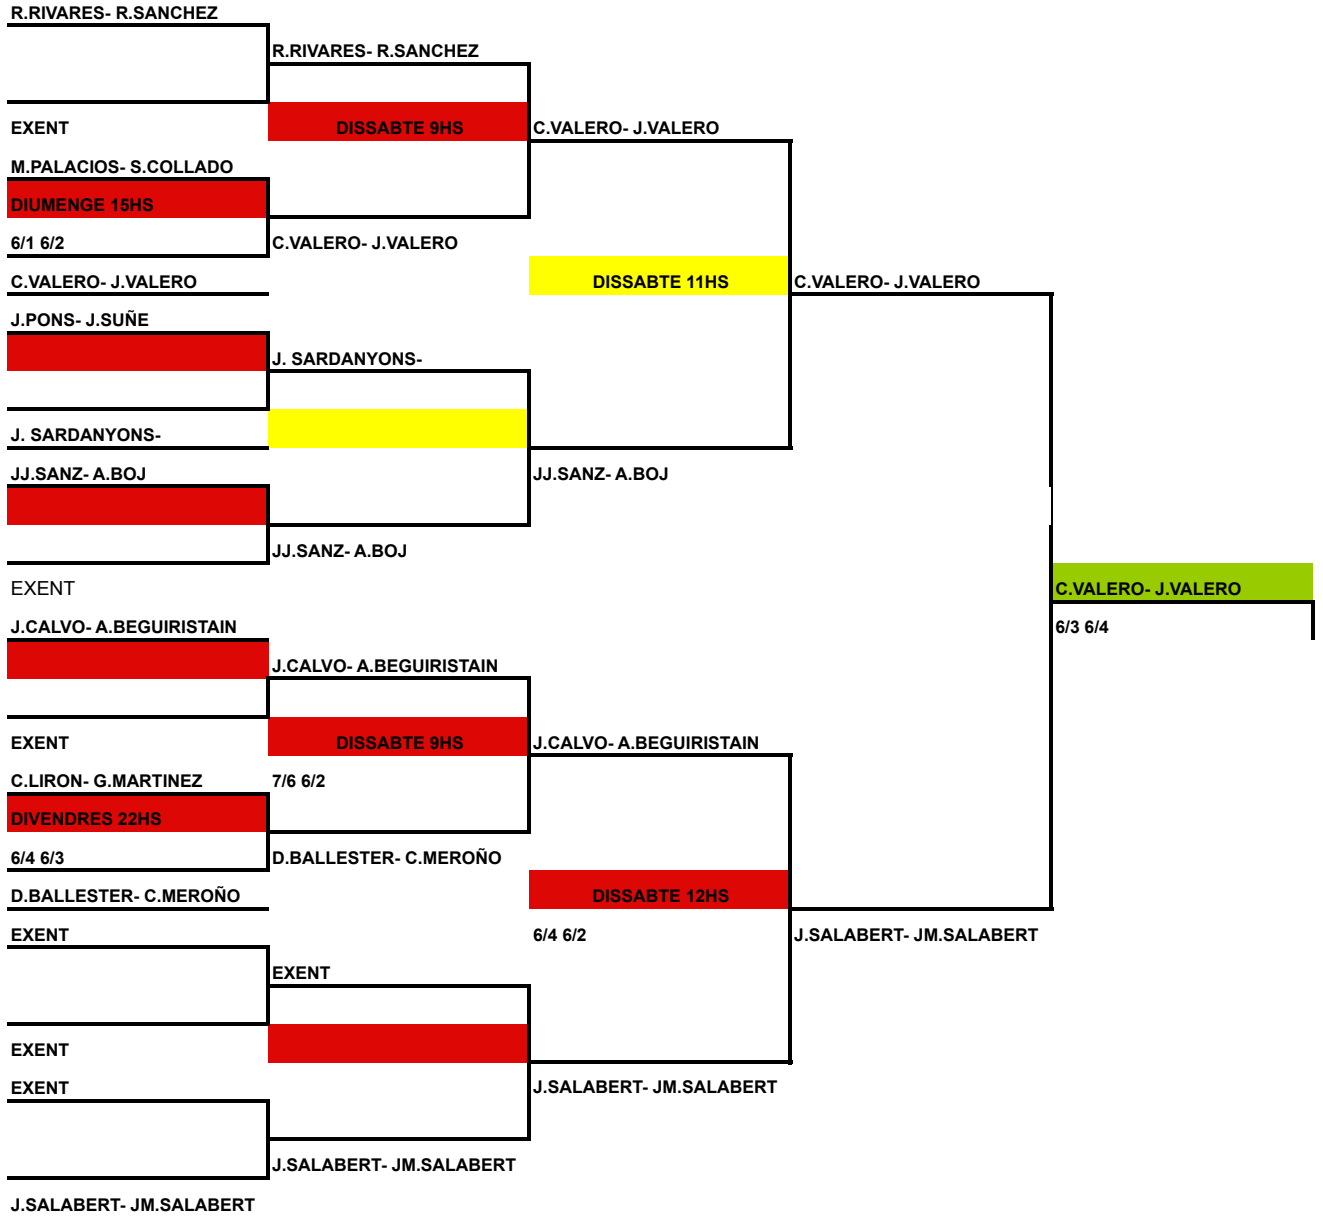 R.RIVARES- R.SANCHEZ
R.RIVARES- R.SANCHEZ
EXENT
DISSABTE 9HS
C.VALERO- J.VALERO
M.PALACIOS- S.COLLADO
DIUMENGE 15HS
6/1 6/2
C.VALERO- J.VALERO
C.VALERO- J.VALERO
DISSABTE 11HS
C.VALERO- J.VALERO
J.PONS- J.SUÑE
J. SARDANYONS-
J. SARDANYONS-
JJ.SANZ- A.BOJ
JJ.SANZ- A.BOJ
JJ.SANZ- A.BOJ
EXENT
C.VALERO- J.VALERO
J.CALVO- A.BEGUIRISTAIN
6/3 6/4
J.CALVO- A.BEGUIRISTAIN
EXENT
DISSABTE 9HS
J.CALVO- A.BEGUIRISTAIN
C.LIRON- G.MARTINEZ
7/6 6/2
DIVENDRES 22HS
6/4 6/3
D.BALLESTER- C.MEROÑO
D.BALLESTER- C.MEROÑO
DISSABTE 12HS
EXENT
6/4 6/2
J.SALABERT- JM.SALABERT
EXENT
EXENT
EXENT
J.SALABERT- JM.SALABERT
J.SALABERT- JM.SALABERT
J.SALABERT- JM.SALABERT